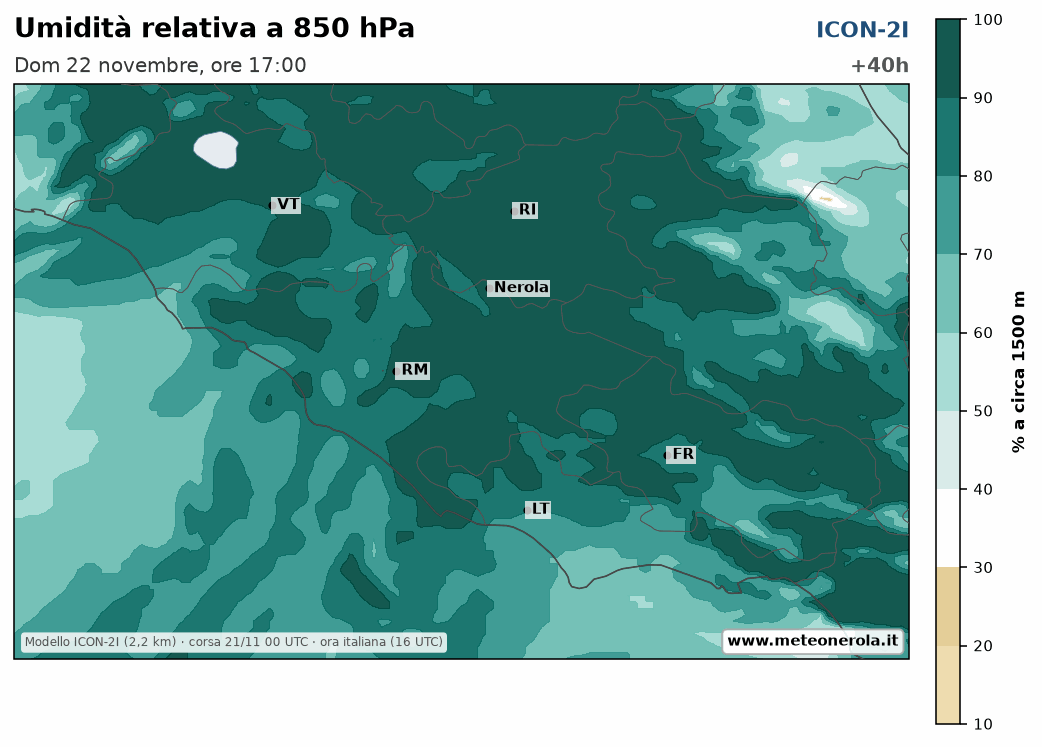 Umidità relativa a 850 hPa
ICON-2I
Dom 22 novembre, ore 17:00
+40h
100
90
80
70
60
50
40
30
20
10
% a circa 1500 m
VT
RI
Nerola
RM
FR
LT
Modello ICON-2I (2,2 km) · corsa 21/11 00 UTC · ora italiana (16 UTC)
www.meteonerola.it